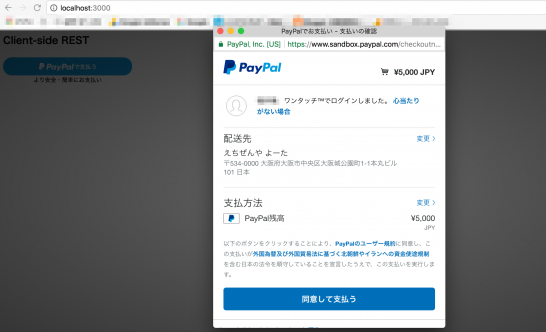 localhost:3000
Client-side REST
PayPalで支払う
より安全・簡単にお支払い
PayPalでお支払い - 支払いの確認
PayPal, Inc. [US] | https://www.sandbox.paypal.com/checkoutn...
PayPal
¥5,000 JPY
ワンタッチ™でログインしました。 心当たり
がない場合
配送先
変更
えちぜんや よーた
〒534-0000 大阪府大阪市中央区大阪城公園町1-1本丸ビル
101 日本
支払方法
変更
PayPal残高
¥5,000
JPY
以下のボタンをクリックすることにより、PayPalのユーザー規約に同意し、こ
の支払いが外国為替及び外国貿易法に基づく北朝鮮やイランへの資金使途規制
を含む日本の法令を順守していることを宣言したうえで、この支払いを実行しま
す。
同意して支払う